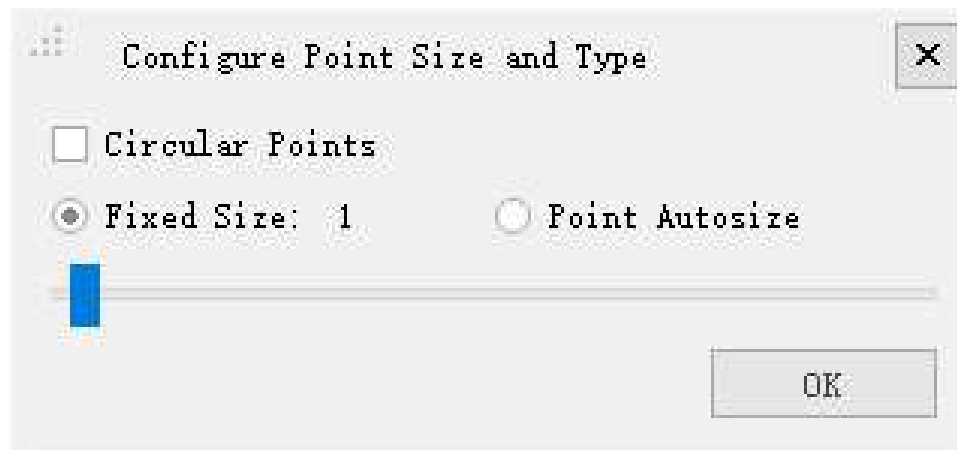 Configure Point Size and Type
Circular Points
Fixed Size: 1 Point Autosize
OK